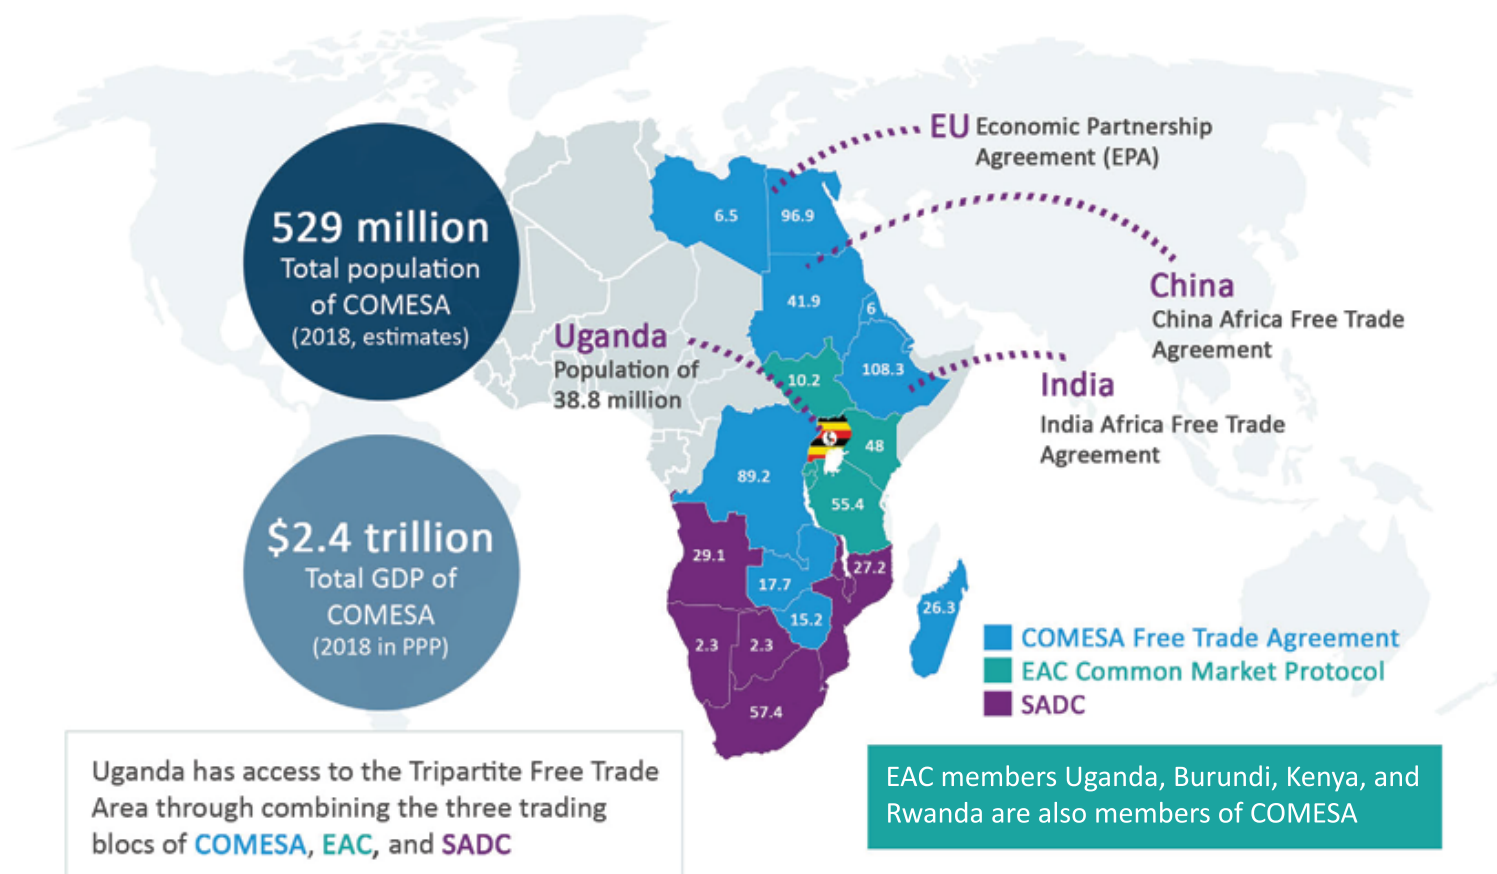 529 million
Total population
of COMESA
(2018, estimates)
$2.4 trillion
Total GDP of
COMESA
(2018 in PPP)
Uganda
Population of
38.8 million
EU Economic Partnership
Agreement (EPA)
China
China Africa Free Trade
Agreement
India
India Africa Free Trade
Agreement
6.5
96.9
41.9
6
108.3
10.2
48
89.2
55.4
29.1
27.2
17.7
15.2
26.3
2.3
2.3
57.4
COMESA Free Trade Agreement
EAC Common Market Protocol
SADC
Uganda has access to the Tripartite Free Trade
Area through combining the three trading
blocs of COMESA, EAC, and SADC
EAC members Uganda, Burundi, Kenya, and
Rwanda are also members of COMESA